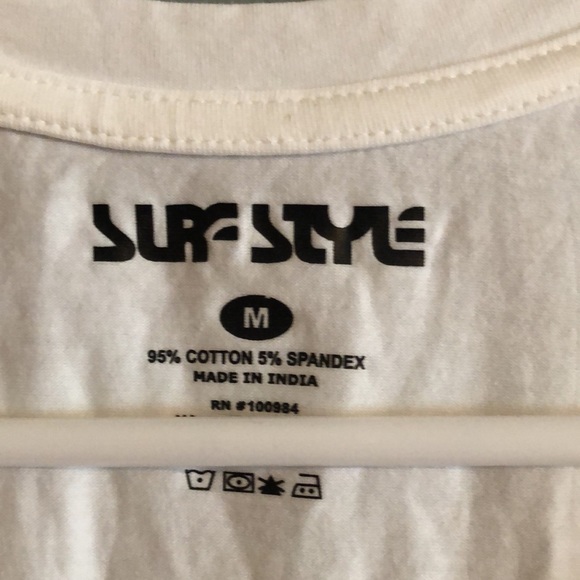 SURF STYLE
M
95% COTTON 5% SPANDEX
MADE IN INDIA
RN #100984